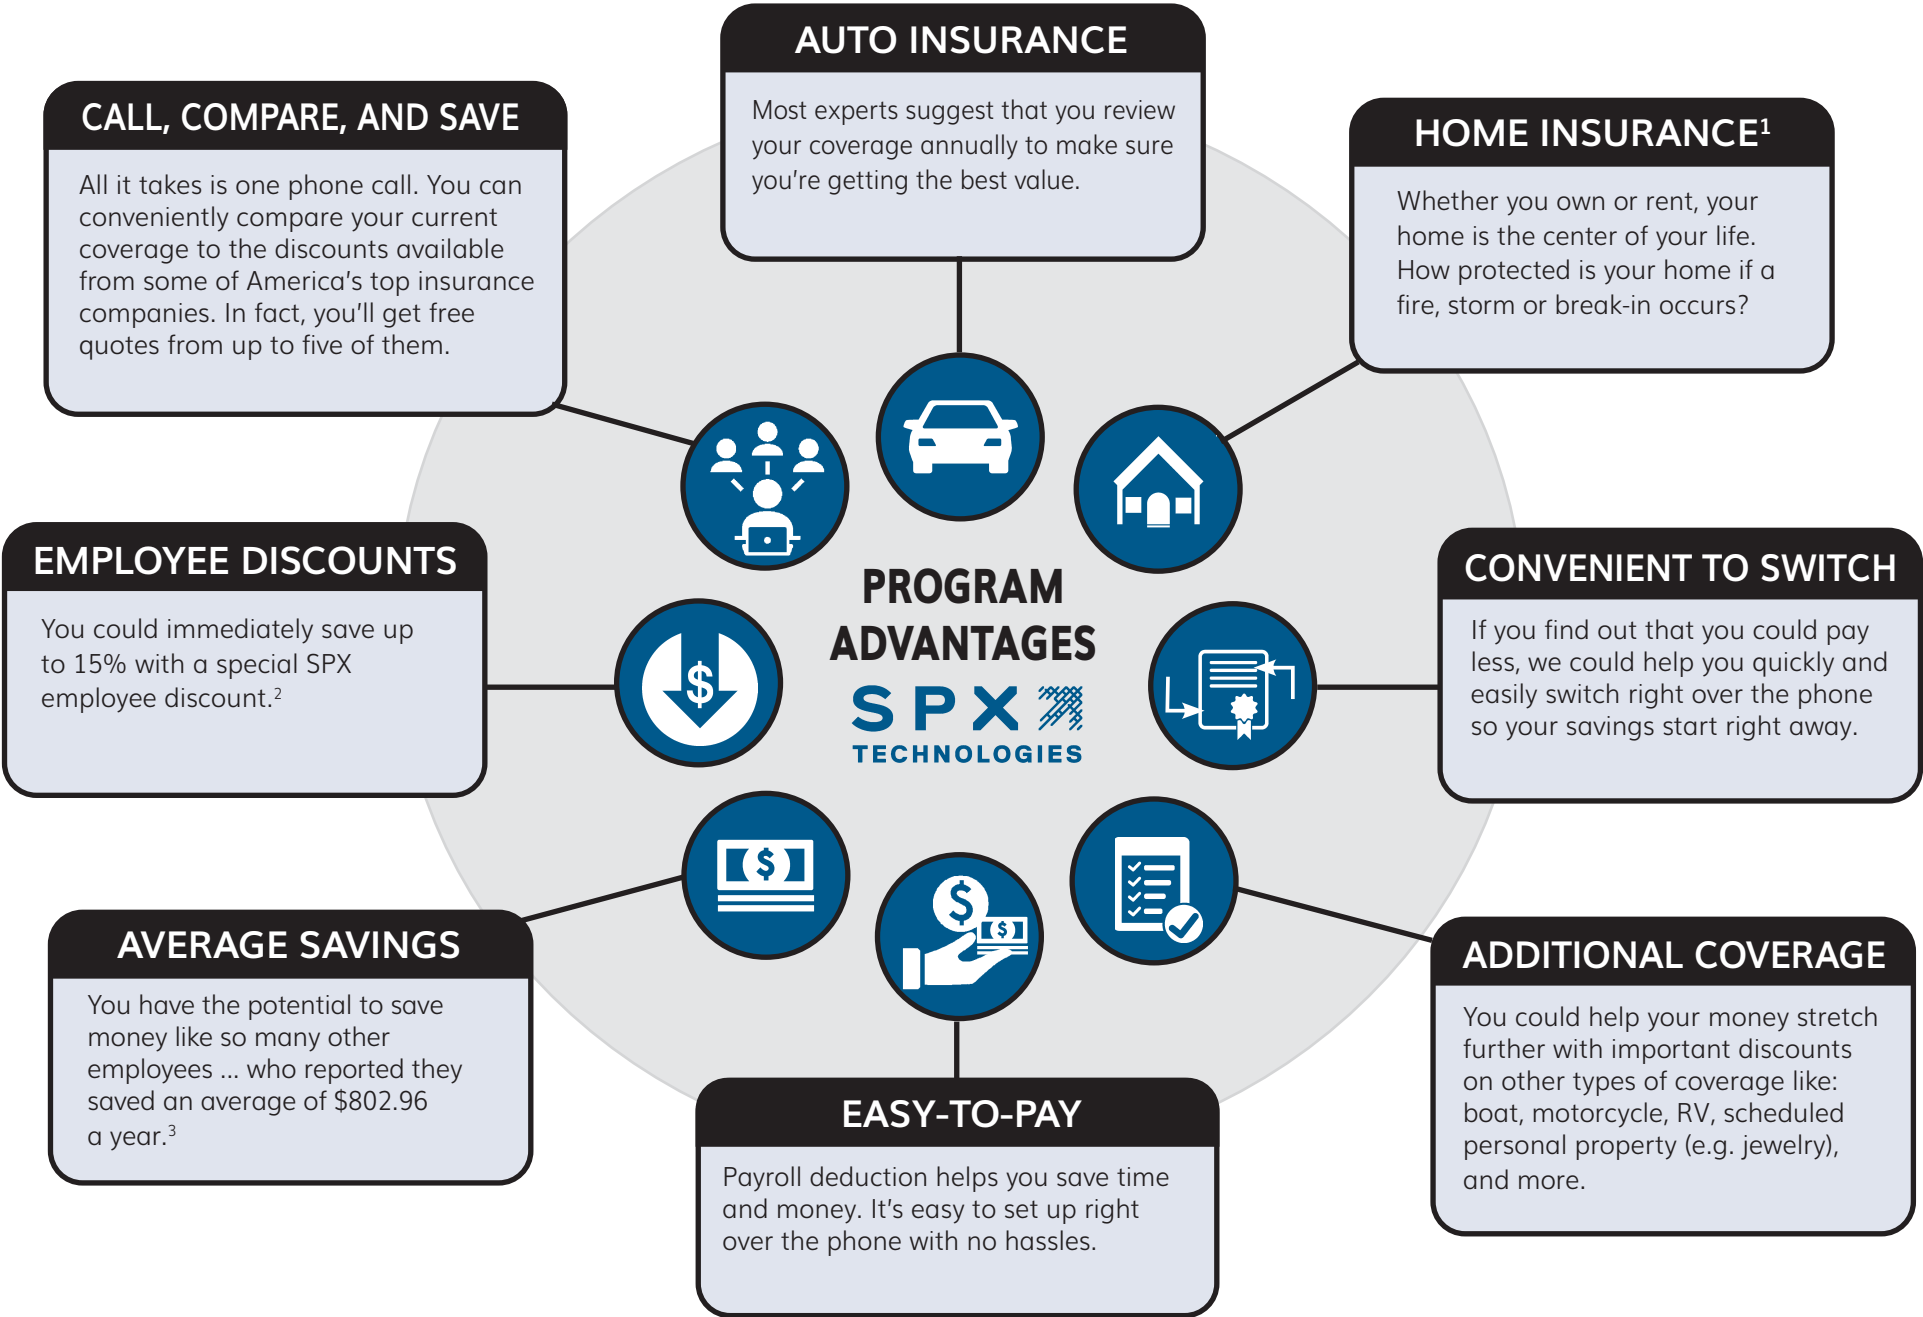 AUTO INSURANCE
Most experts suggest that you review
your coverage annually to make sure
you're getting the best value.
CALL, COMPARE, AND SAVE
All it takes is one phone call. You can
conveniently compare your current
coverage to the discounts available
from some of America's top insurance
companies. In fact, you'll get free
quotes from up to five of them.
HOME INSURANCE¹
Whether you own or rent, your
home is the center of your life.
How protected is your home if a
fire, storm or break-in occurs?
EMPLOYEE DISCOUNTS
You could immediately save up
to 15% with a special SPX
employee discount.²
PROGRAM
ADVANTAGES
SPX
TECHNOLOGIES
$
CONVENIENT TO SWITCH
If you find out that you could pay
less, we could help you quickly and
easily switch right over the phone
so your savings start right away.
$
$
$
AVERAGE SAVINGS
You have the potential to save
money like so many other
employees ... who reported they
saved an average of $802.96
a year.³
EASY-TO-PAY
Payroll deduction helps you save time
and money. It's easy to set up right
over the phone with no hassles.
ADDITIONAL COVERAGE
You could help your money stretch
further with important discounts
on other types of coverage like:
boat, motorcycle, RV, scheduled
personal property (e.g. jewelry),
and more.